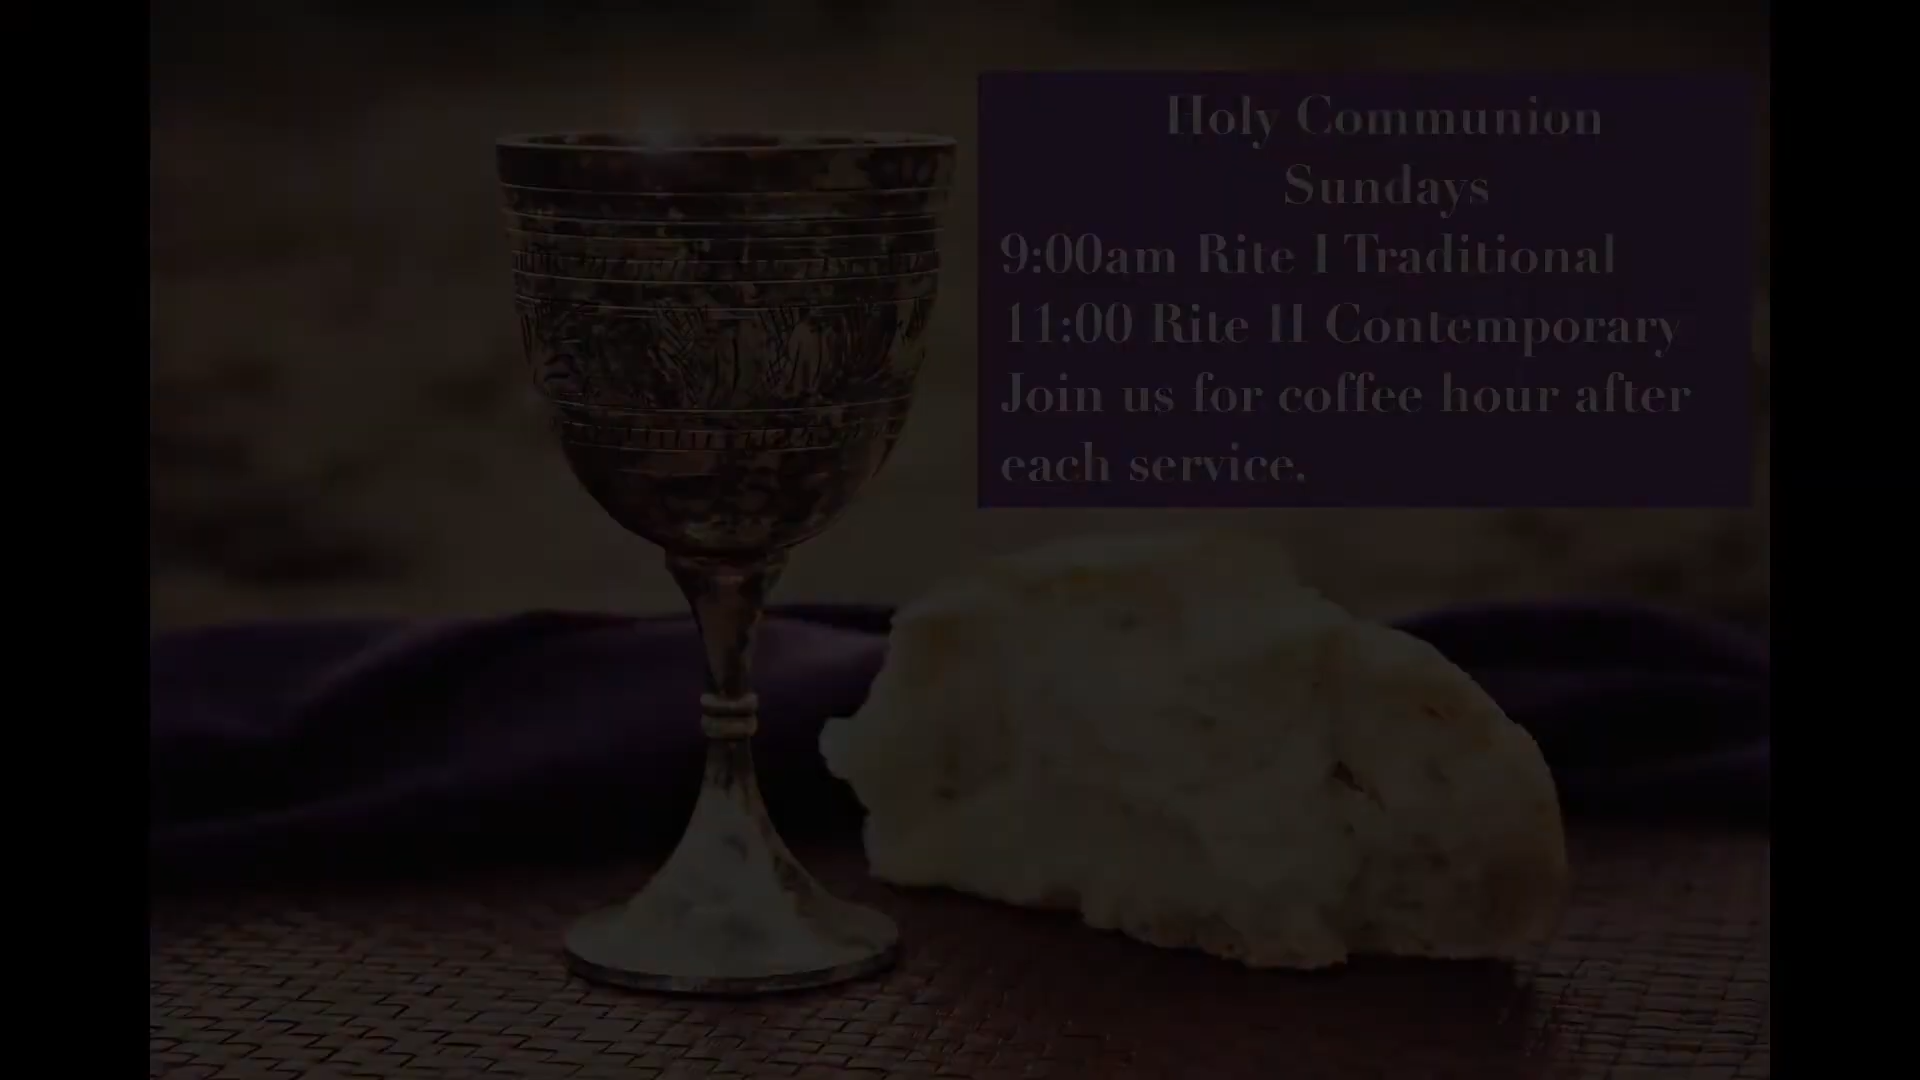 Holy Communion
Sundays
9:00am Rite I Traditional
11:00 Rite II Contemporary
Join us for coffee hour after
each service.